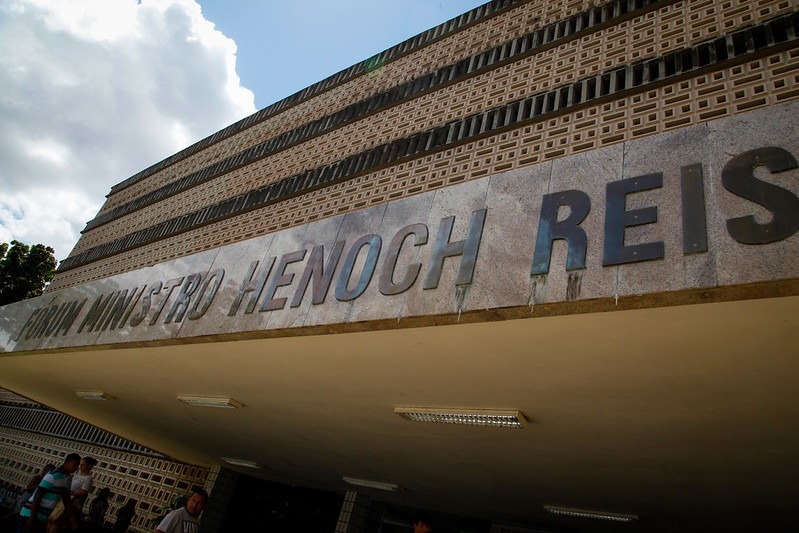 FORUM MINISTRO HENOCH REIS